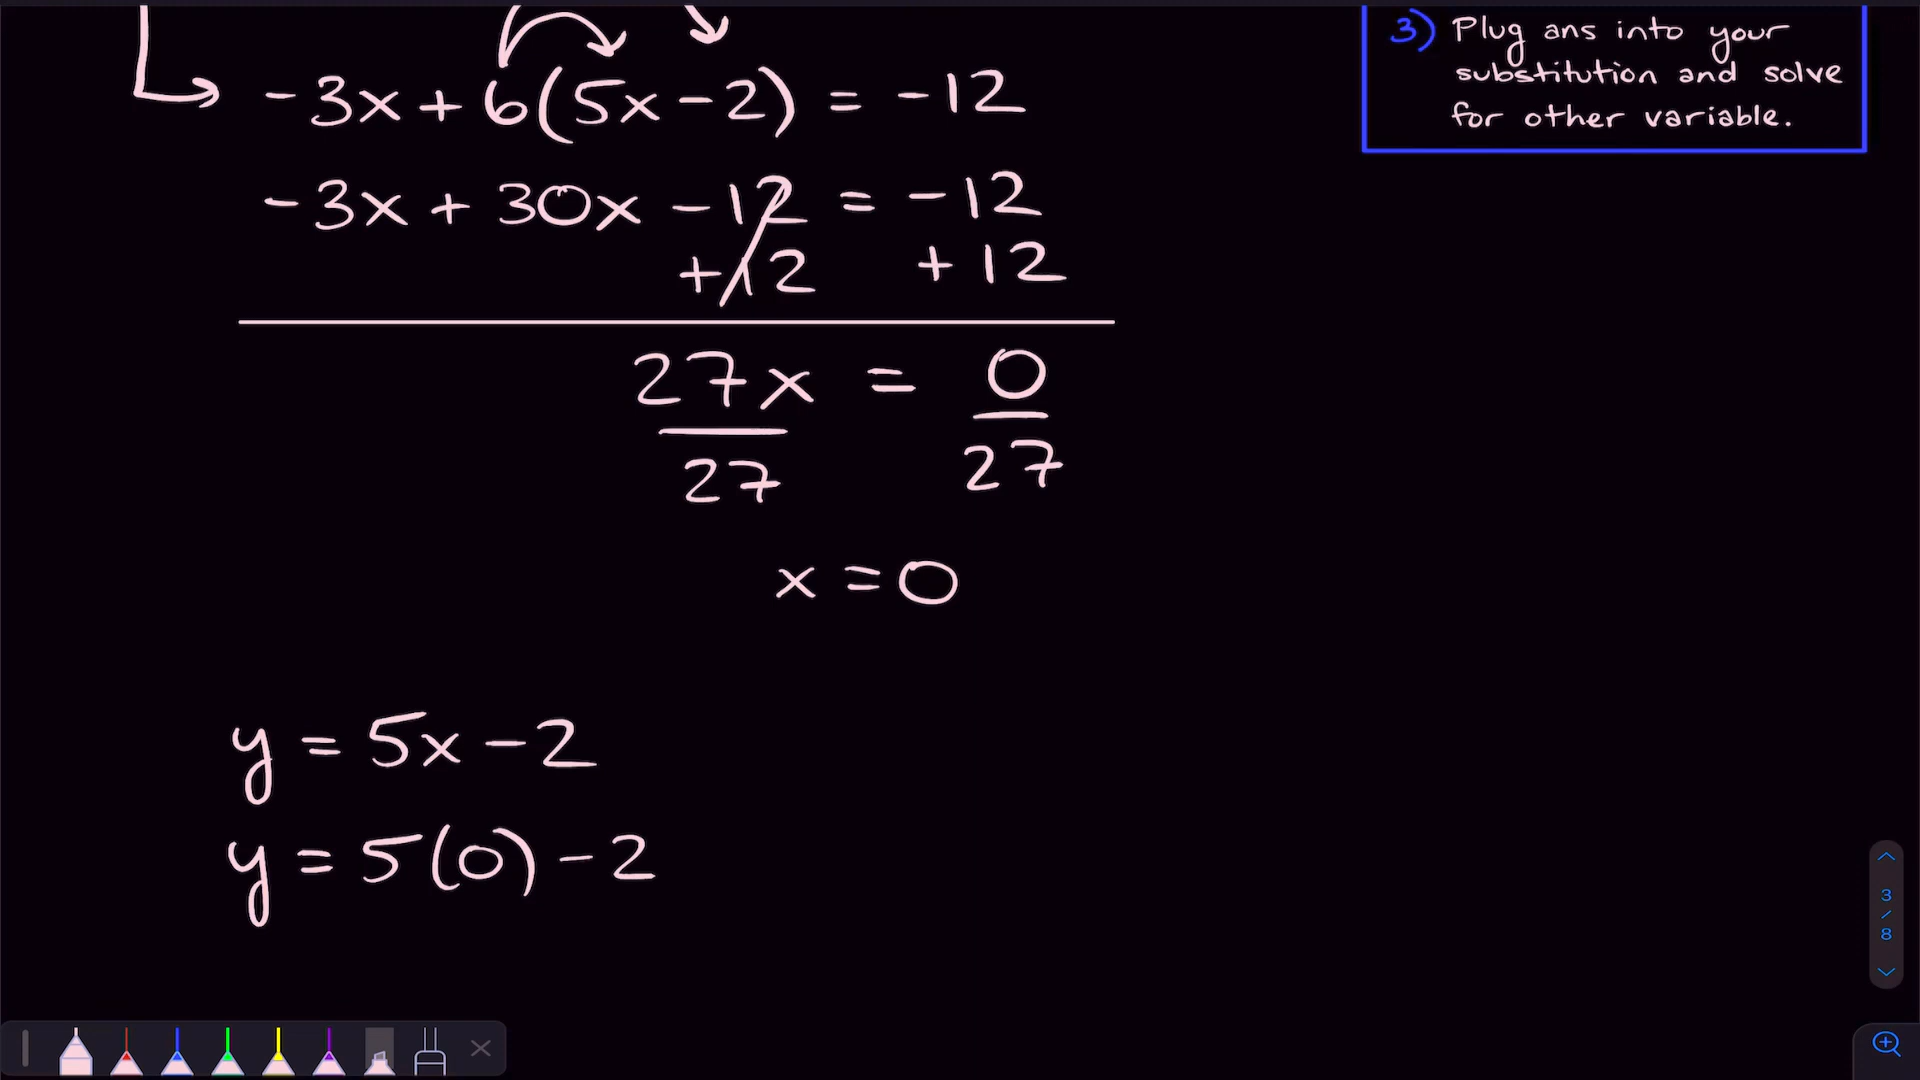 3) Plug ans into your
substitution and solve
for other variable.
-3x + 6(5x - 2) = -12
-3x + 30x - 12 = -12
+12 +12
27x = 0
27 27
x = 0
y = 5x - 2
y = 5(0) - 2
3
/
8